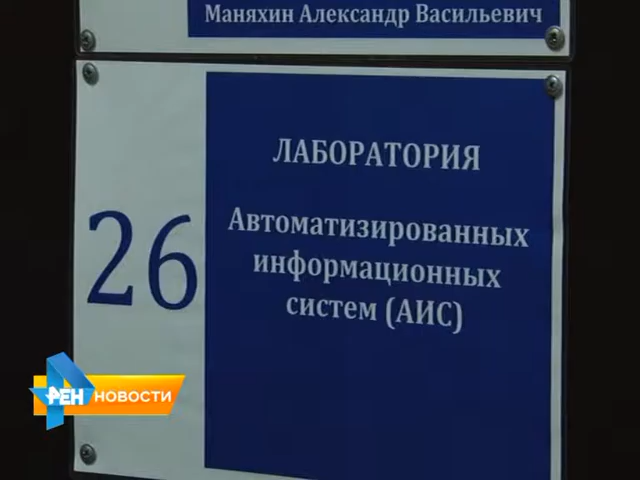 Маняхин Александр Васильевич
26
ЛАБОРАТОРИЯ
Автоматизированных
информационных
систем (АИС)
РЕН НОВОСТИ